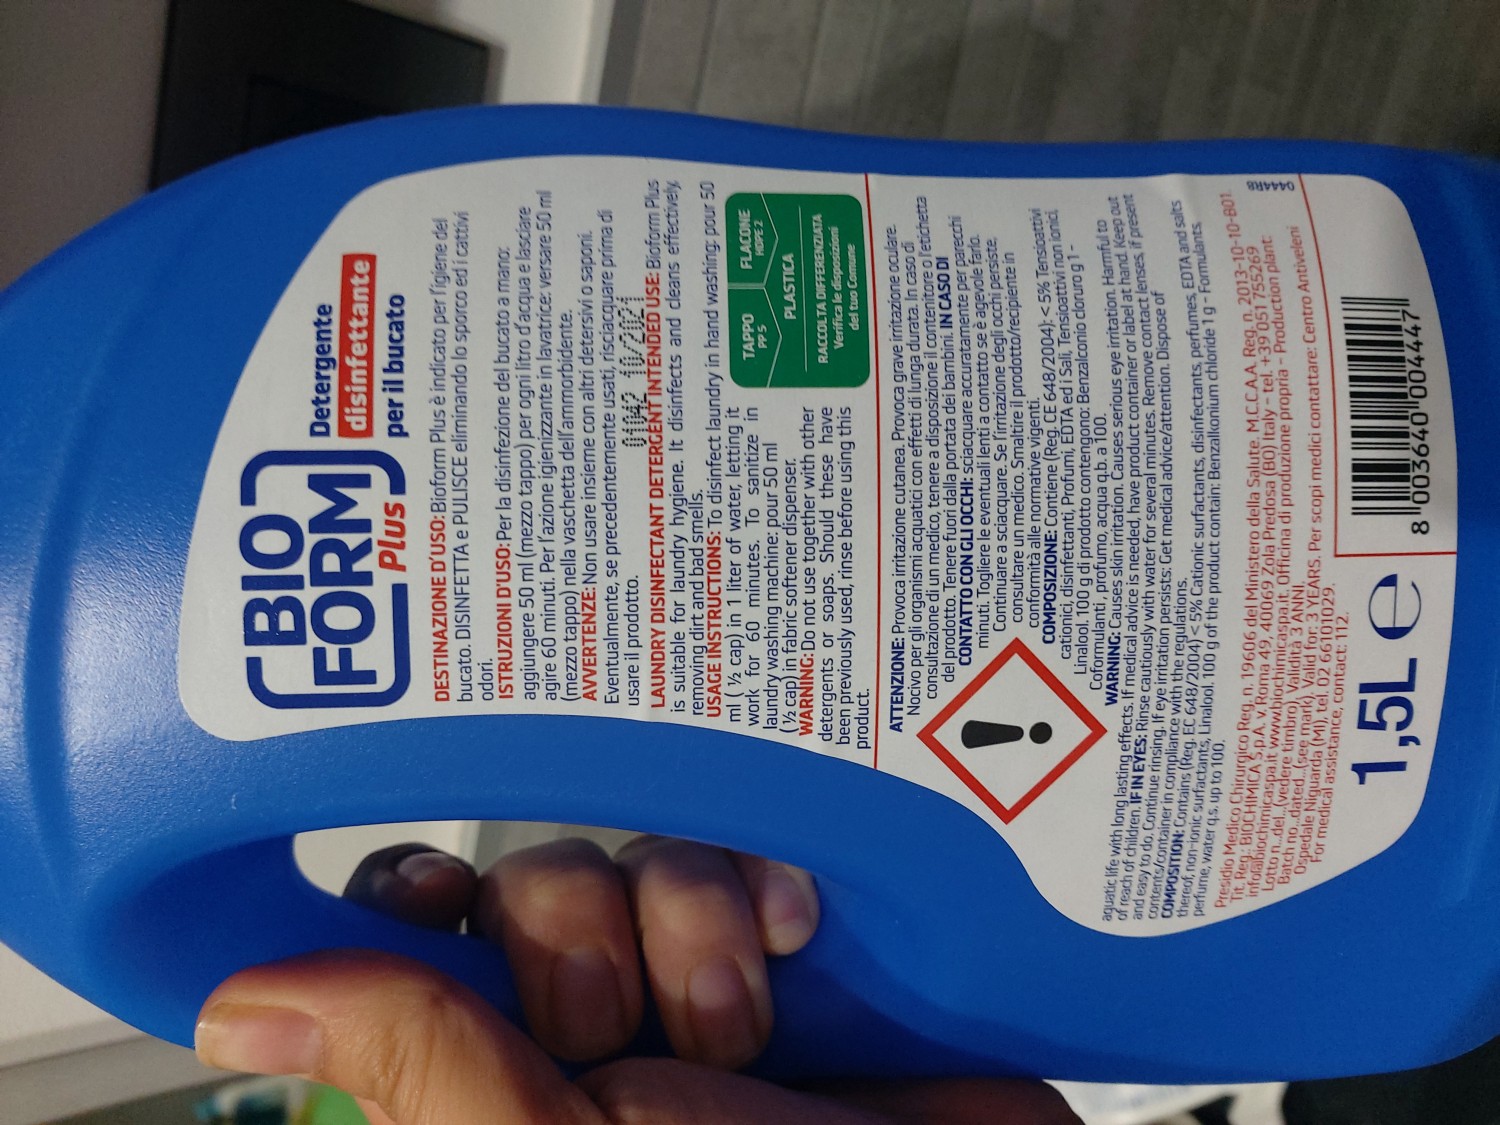 BIO
FORM
Plus
Detergente
disinfettante
per il bucato
DESTINAZIONE D'USO: Bioform Plus è indicato per l'igiene del
bucato. DISINFETTA e PULISCE eliminando lo sporco ed i cattivi
odori.
ISTRUZIONI D'USO: Per la disinfezione del bucato a mano:
aggiungere 50 ml (mezzo tappo) per ogni litro d'acqua e lasciare
agire 60 minuti. Per l'azione igienizzante in lavatrice: versare 50 ml
(mezzo tappo) nella vaschetta dell'ammorbidente.
AVVERTENZE: Non usare insieme con altri detersivi o saponi.
Eventualmente, se precedentemente usati, risciacquare prima di
usare il prodotto.
01042 10/2021
LAUNDRY DISINFECTANT DETERGENT INTENDED USE: Bioform Plus
is suitable for laundry hygiene. It disinfects and cleans effectively,
removing dirt and bad smells.
USAGE INSTRUCTIONS: To disinfect laundry in hand washing: pour 50
ml ( ½ cap) in 1 liter of water, letting it
work for 60 minutes. To sanitize in
laundry washing machine: pour 50 ml
( ½ cap) in fabric softener dispenser.
WARNING: Do not use together with other
detergents or soaps. Should these have
been previously used, rinse before using this
product.
TAPPO
PP 5
FLACONE
HDPE 2
PLASTICA
RACCOLTA DIFFERENZIATA
Verifica le disposizioni
del tuo Comune
ATTENZIONE: Provoca irritazione cutanea. Provoca grave irritazione oculare.
Nocivo per gli organismi acquatici con effetti di lunga durata. In caso di
consultazione di un medico, tenere a disposizione il contenitore o l'etichetta
del prodotto. Tenere fuori dalla portata dei bambini. IN CASO DI
CONTATTO CON GLI OCCHI: sciacquare accuratamente per parecchi
minuti. Togliere le eventuali lenti a contatto se è agevole farlo.
Continuare a sciacquare. Se l'irritazione degli occhi persiste,
consultare un medico. Smaltire il prodotto/recipiente in
conformità alle normative vigenti.
COMPOSIZIONE: Contiene (Reg. CE 648/2004): < 5% Tensioattivi
cationici, disinfettanti, Profumi, EDTA ed i Sali, Tensioattivi non ionici,
Linalool. 100 g di prodotto contengono: Benzalconio cloruro g 1 -
Coformulanti , profumo, acqua q.b. a 100.
WARNING: Causes skin irritation. Causes serious eye irritation. Harmful to
aquatic life with long lasting effects. If medical advice is needed, have product container or label at hand. Keep out
of reach of children. IF IN EYES: Rinse cautiously with water for several minutes. Remove contact lenses, if present
and easy to do. Continue rinsing. If eye irritation persists: Get medical advice/attention. Dispose of
contents/container in compliance with the regulations.
COMPOSITION: Contains (Reg. EC 648/2004) < 5% Cationic surfactants, disinfectants, perfumes, EDTA and salts
thereof, non-ionic surfactants, Linalool. 100 g of the product contain: Benzalkonium chloride 1 g - Formulants,
perfume, water q.s. up to 100.
Presidio Medico Chirurgico Reg. n. 19606 del Ministero della Salute. M.C.C.A.A. Reg. n. 2013-10-10-B01.
Tit. Reg.: BIOCHIMICA S.p.A. v. Roma 49, 40069 Zola Predosa (BO) Italy - tel. +39 051 755269
info@biochimicaspa.it www.biochimicaspa.it. Officina di produzione propria - Production plant:
Lotto n...del...(vedere timbro). Validità 3 ANNI.
Batch no...dated...(see mark). Valid for: 3 YEARS. Per scopi medici contattare: Centro Antiveleni
Ospedale Niguarda (MI), tel. 02 66101029.
For medical assistance, contact: 112.
0444R8
1,5L e
8 003640 004447